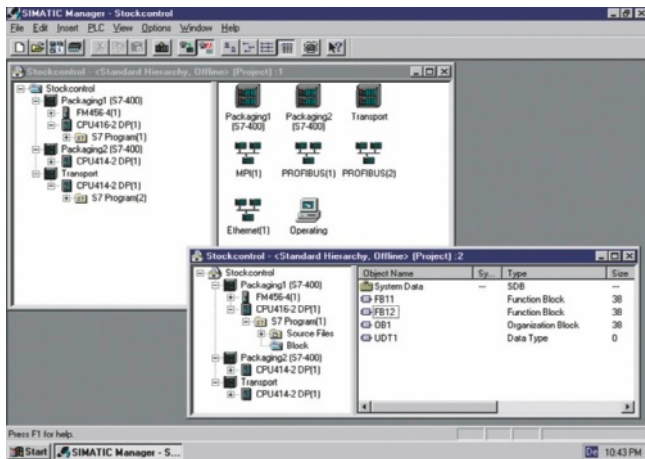 SIMATIC Manager - Stockcontrol
File Edit Insert PLC View Options Window Help
Stockcontrol - <Standard Hierarchy, Offline> (Project) :1
Stockcontrol
Packaging1 (S7-400)
FM456-4(1)
CPU416-2 DP(1)
S7 Program(1)
Packaging2 (S7-400)
CPU414-2 DP(1)
Transport
CPU414-2 DP(1)
S7 Program(2)
Packaging1 Packaging2 Transport
(S7-400) (S7-400)
MPI(1) PROFIBUS(1) PROFIBUS(2)
Ethernet(1) Operating
Stockcontrol - <Standard Hierarchy, Offline> (Project) :2
Stockcontrol
Packaging1 (S7-400)
FM456-4(1)
CPU416-2 DP(1)
S7 Program(1)
Source Files
Block
Packaging2 (S7-400)
CPU414-2 DP(1)
Transport
CPU414-2 DP(1)
Object Name Sy... Type Size
System Data --- SDB ---
FB11 Function Block 38
FB12 Function Block 38
OB1 Organization Block 38
UDT1 Data Type 0
Press F1 for help.
Start SIMATIC Manager - S... De 10:43 PM